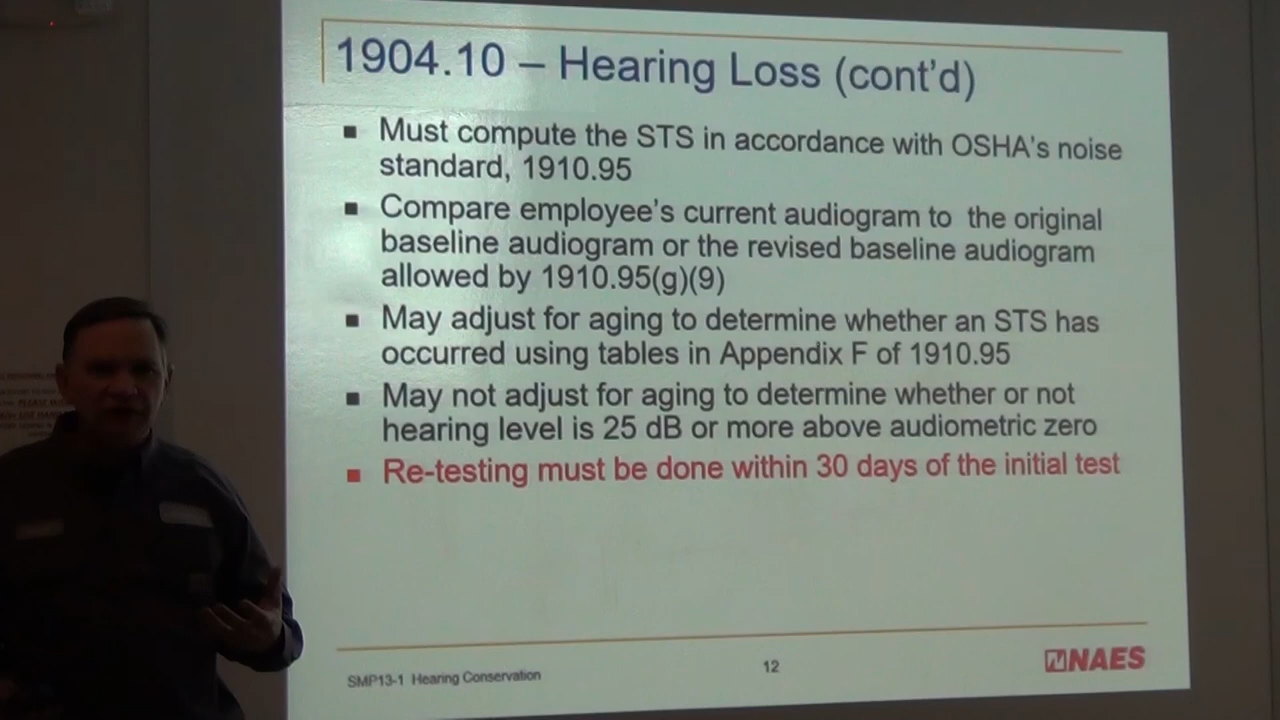 1904.10 – Hearing Loss (cont'd)
▪ Must compute the STS in accordance with OSHA's noise
standard, 1910.95
▪ Compare employee's current audiogram to the original
baseline audiogram or the revised baseline audiogram
allowed by 1910.95(g)(9)
▪ May adjust for aging to determine whether an STS has
occurred using tables in Appendix F of 1910.95
▪ May not adjust for aging to determine whether or not
hearing level is 25 dB or more above audiometric zero
▪ Re-testing must be done within 30 days of the initial test
SMP13-1 Hearing Conservation
12
NAES